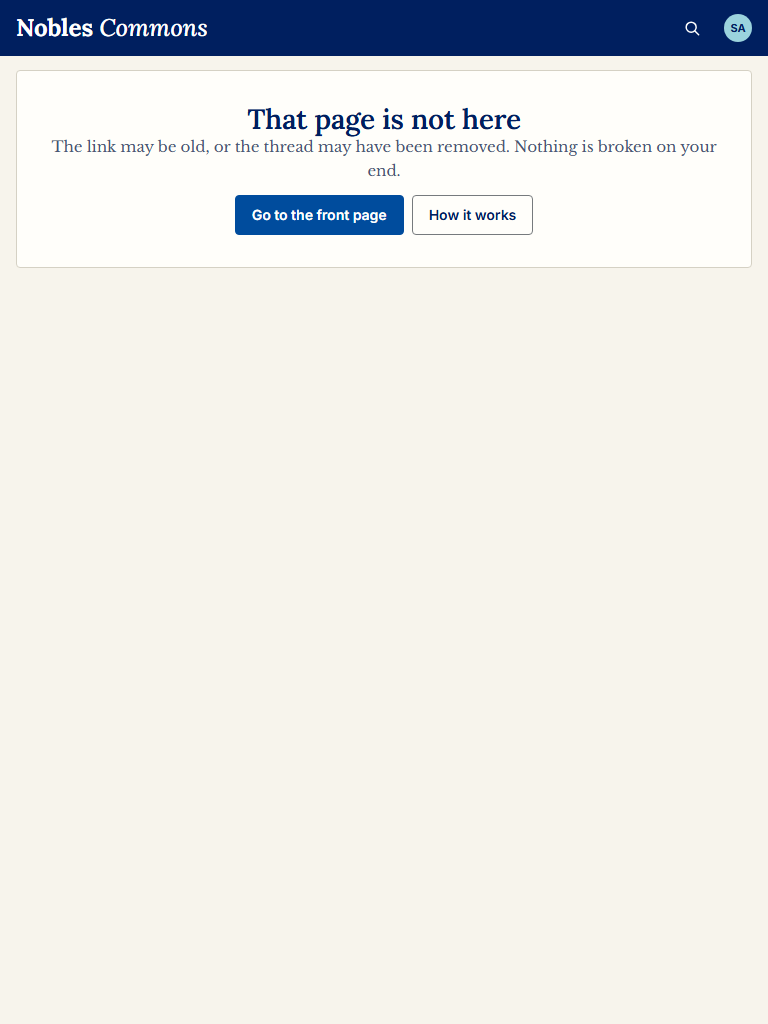 Nobles Commons
SA
That page is not here
The link may be old, or the thread may have been removed. Nothing is broken on your
end.
Go to the front page
How it works